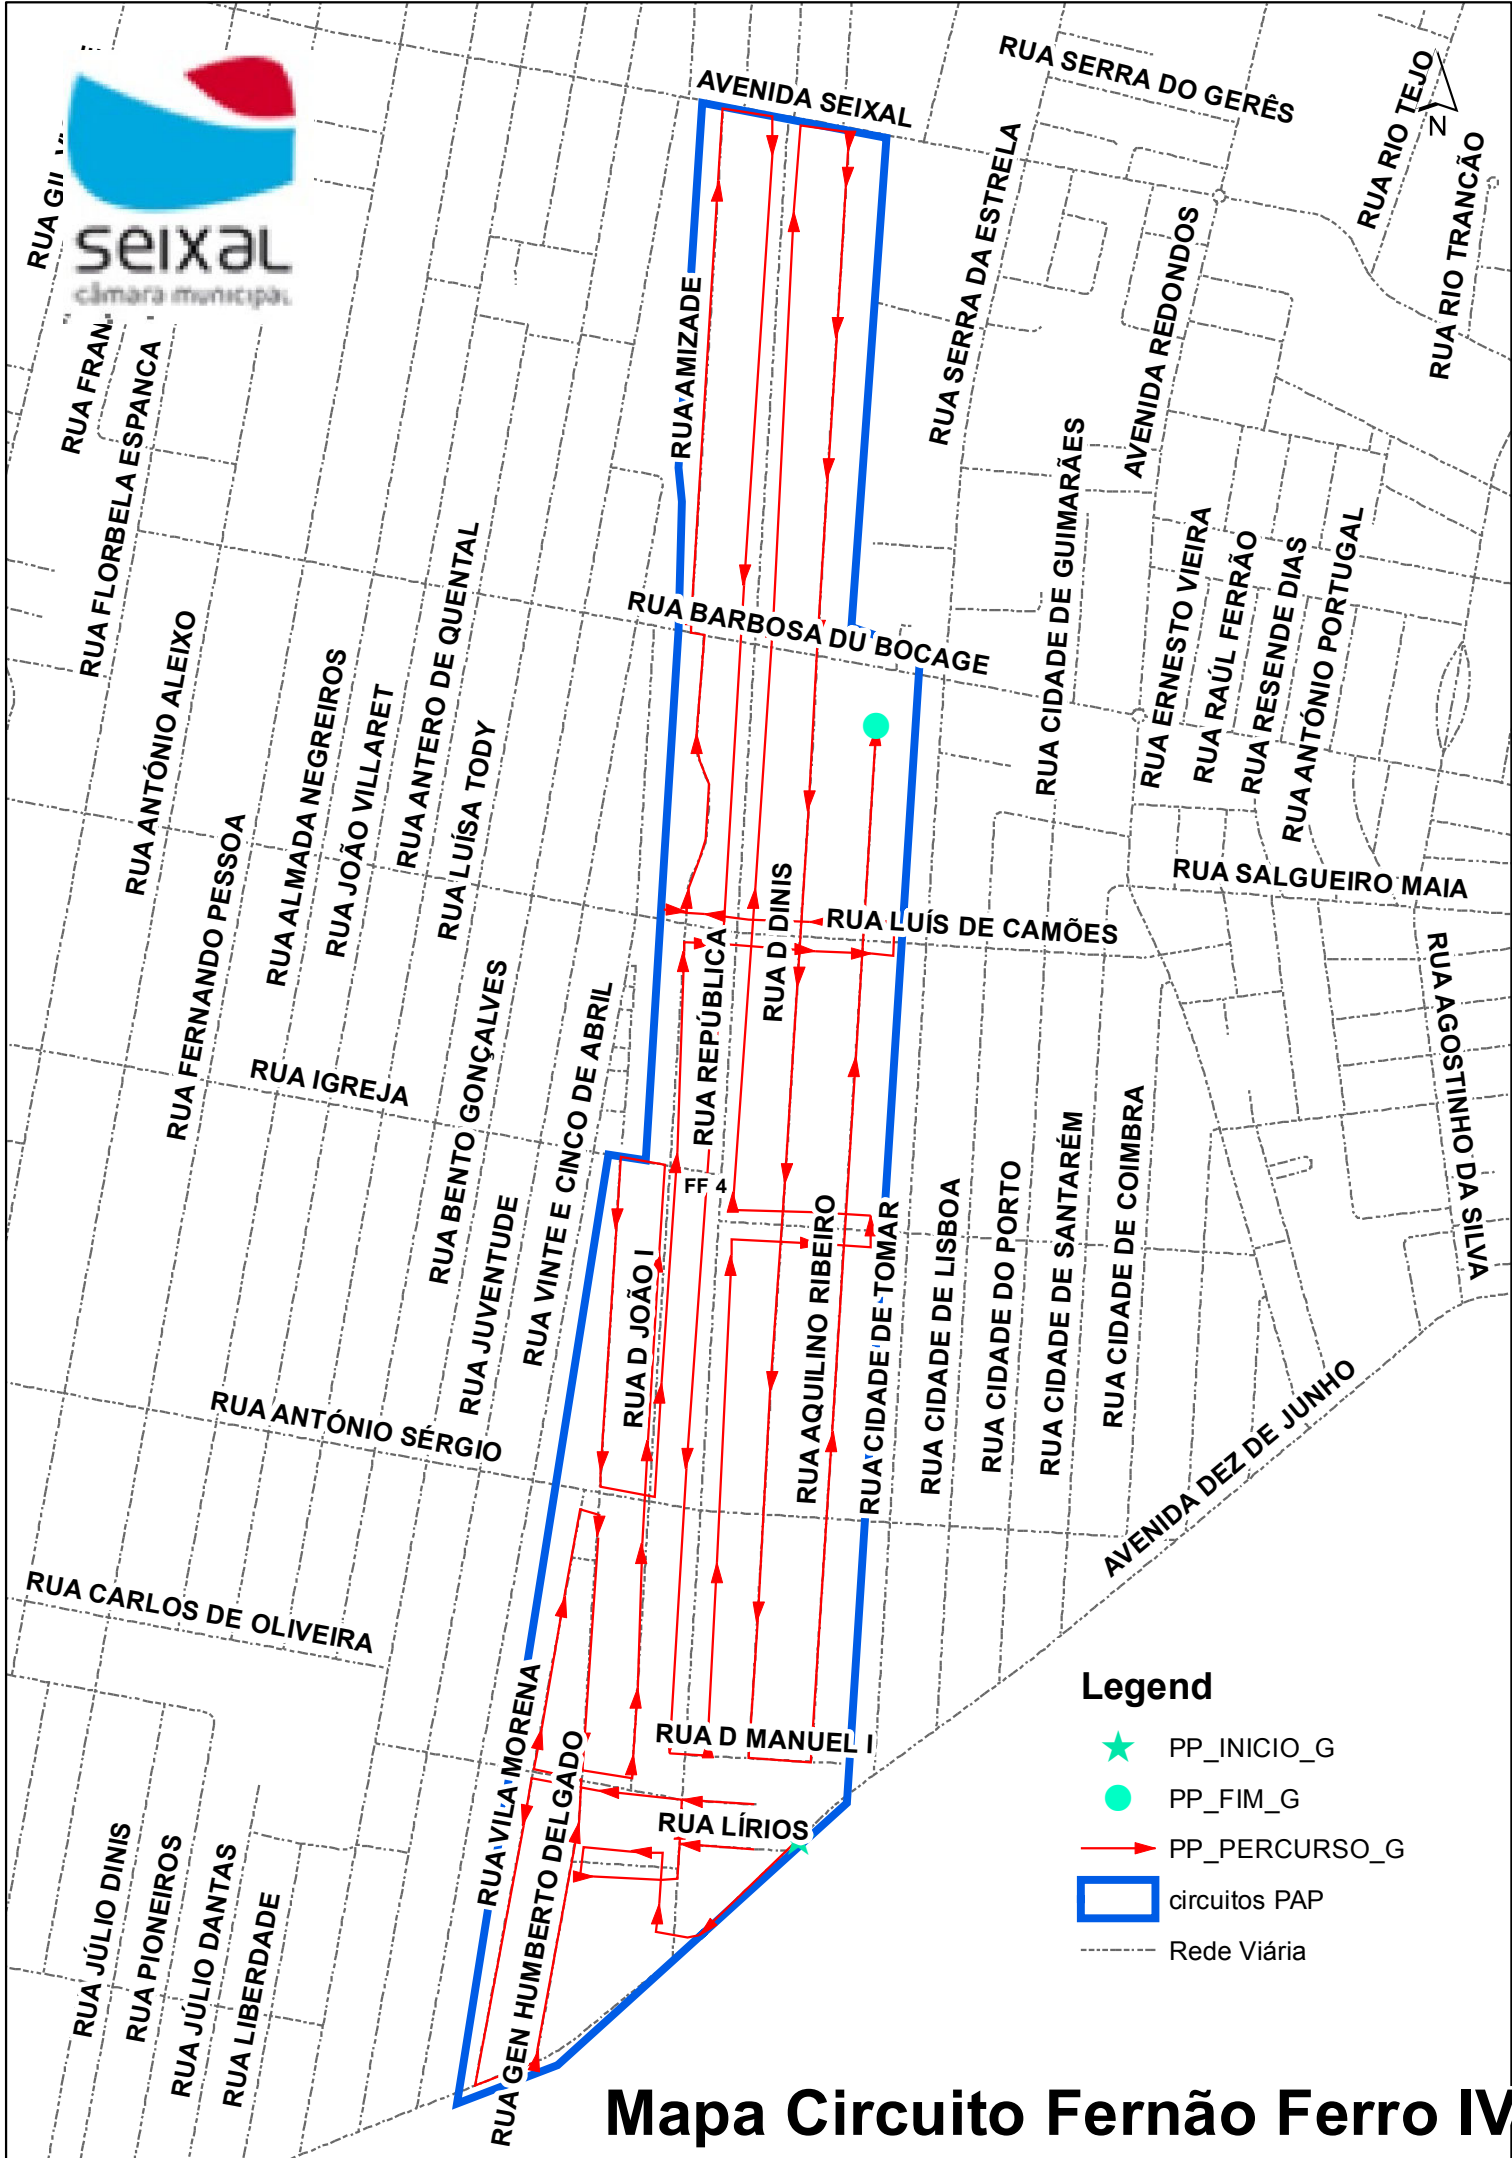 seixal
câmara municipal
AVENIDA SEIXAL
RUA SERRA DO GERÊS
RUA RIO TEJO
N
RUA RIO TRANCÃO
RUA GIL
RUA FRAN
RUA FLORBELA ESPANCA
RUA AMIZADE
RUA SERRA DA ESTRELA
AVENIDA REDONDOS
RUA CIDADE DE GUIMARÃES
RUA ANTÓNIO ALEIXO
RUA ALMADA NEGREIROS
RUA JOÃO VILLARET
RUA ANTERO DE QUENTAL
RUA LUÍSA TODY
RUA BARBOSA DU BOCAGE
RUA ERNESTO VIEIRA
RUA RAÚL FERRÃO
RUA RESENDE DIAS
RUA ANTÓNIO PORTUGAL
RUA FERNANDO PESSOA
RUA SALGUEIRO MAIA
RUA LUÍS DE CAMÕES
RUA D DINIS
RUA REPÚBLICA
RUA AGOSTINHO DA SILVA
RUA IGREJA
RUA BENTO GONÇALVES
RUA JUVENTUDE
RUA VINTE E CINCO DE ABRIL
FF 4
RUA D JOÃO I
RUA AQUILINO RIBEIRO
RUA CIDADE DE TOMAR
RUA CIDADE DE LISBOA
RUA CIDADE DO PORTO
RUA CIDADE DE SANTARÉM
RUA CIDADE DE COIMBRA
RUA ANTÓNIO SÉRGIO
AVENIDA DEZ DE JUNHO
RUA CARLOS DE OLIVEIRA
RUA VILA MORENA
RUA GEN HUMBERTO DELGADO
RUA D MANUEL I
RUA LÍRIOS
RUA JÚLIO DINIS
RUA PIONEIROS
RUA JÚLIO DANTAS
RUA LIBERDADE
Legend
PP_INICIO_G
PP_FIM_G
PP_PERCURSO_G
circuitos PAP
Rede Viária
Mapa Circuito Fernão Ferro IV